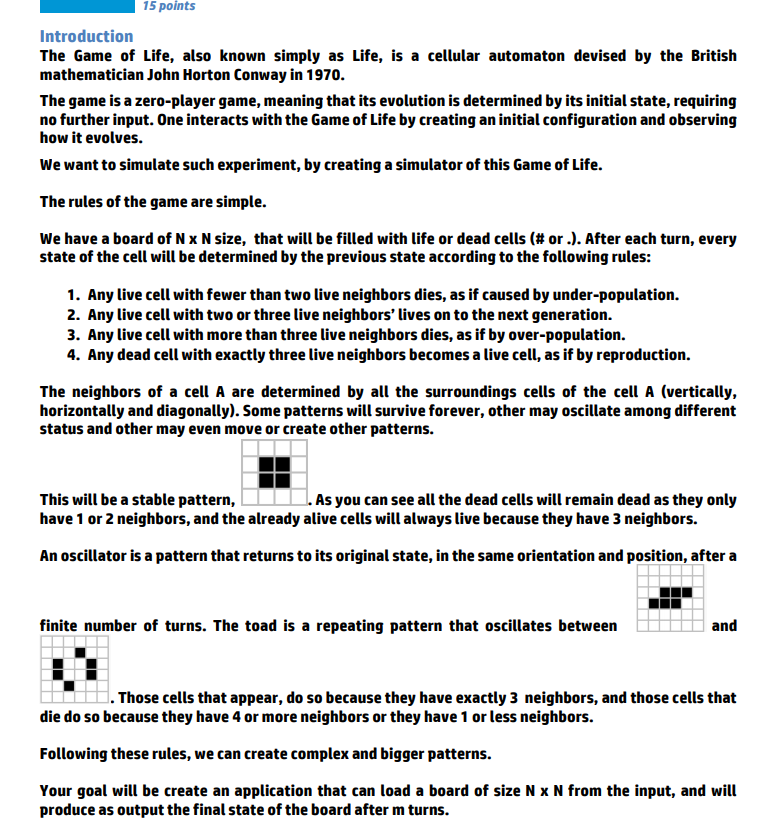 15 points
Introduction
The Game of Life, also known simply as Life, is a cellular automaton devised by the British
mathematician John Horton Conway in 1970.
The game is a zero-player game, meaning that its evolution is determined by its initial state, requiring
no further input. One interacts with the Game of Life by creating an initial configuration and observing
how it evolves.
We want to simulate such experiment, by creating a simulator of this Game of Life.
The rules of the game are simple.
We have a board of N x N size, that will be filled with life or dead cells (# or .). After each turn, every
state of the cell will be determined by the previous state according to the following rules:
1. Any live cell with fewer than two live neighbors dies, as if caused by under-population.
2. Any live cell with two or three live neighbors’ lives on to the next generation.
3. Any live cell with more than three live neighbors dies, as if by over-population.
4. Any dead cell with exactly three live neighbors becomes a live cell, as if by reproduction.
The neighbors of a cell A are determined by all the surroundings cells of the cell A (vertically,
horizontally and diagonally). Some patterns will survive forever, other may oscillate among different
status and other may even move or create other patterns.
This will be a stable pattern, . As you can see all the dead cells will remain dead as they only
have 1 or 2 neighbors, and the already alive cells will always live because they have 3 neighbors.
An oscillator is a pattern that returns to its original state, in the same orientation and position, after a
finite number of turns. The toad is a repeating pattern that oscillates between and
. Those cells that appear, do so because they have exactly 3 neighbors, and those cells that
die do so because they have 4 or more neighbors or they have 1 or less neighbors.
Following these rules, we can create complex and bigger patterns.
Your goal will be create an application that can load a board of size N x N from the input, and will
produce as output the final state of the board after m turns.